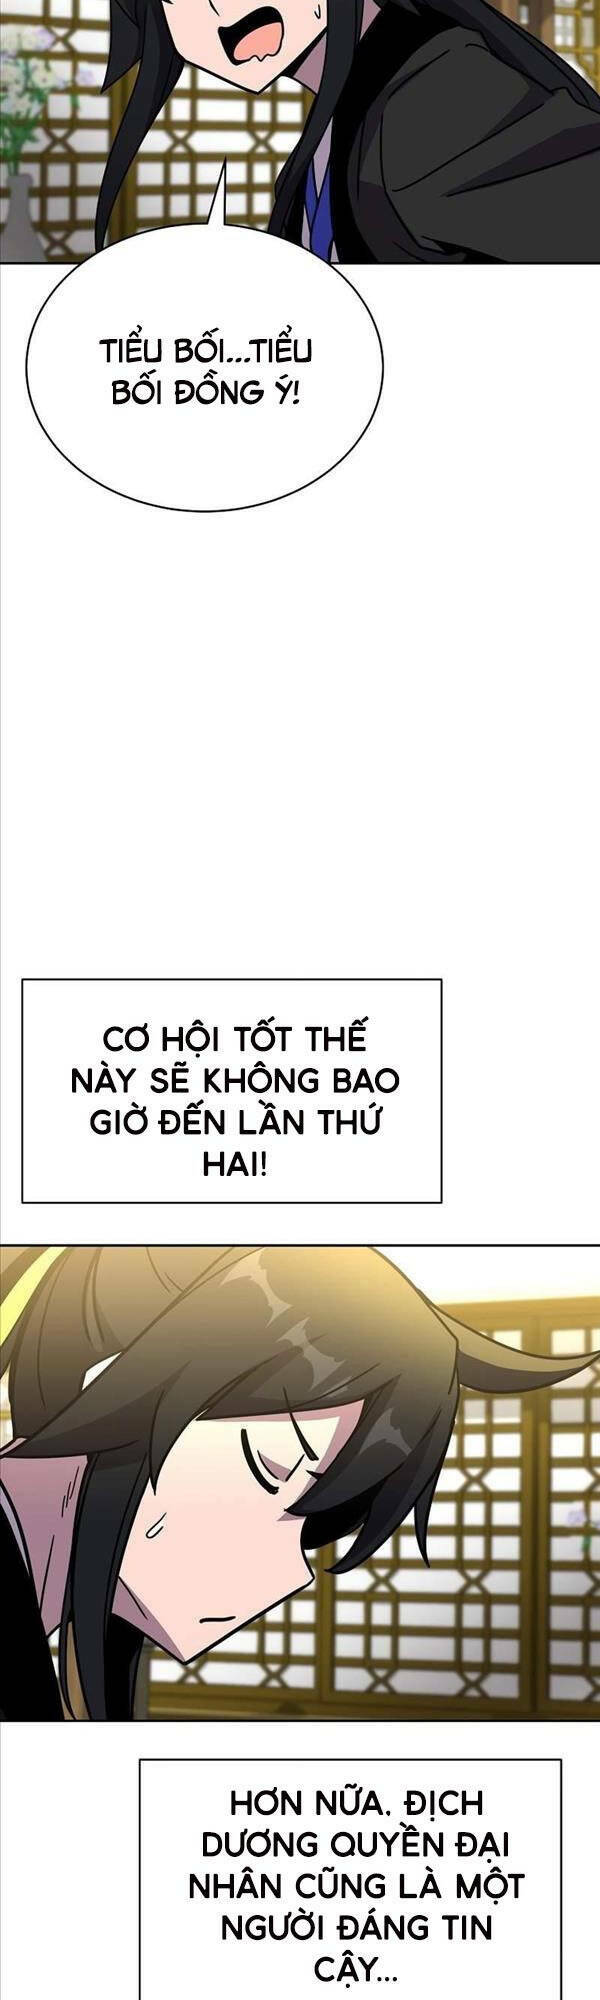 TIỂU BỐI...TIỂU
BỐI ĐỒNG Ý!
CƠ HỘI TỐT THẾ
NÀY SẼ KHÔNG BAO
GIỜ ĐẾN LẦN THỨ
HAI!
HƠN NỮA, ĐỊCH
DƯƠNG QUYỀN ĐẠI
NHÂN CŨNG LÀ MỘT
NGƯỜI ĐÁNG TIN
CẬY...